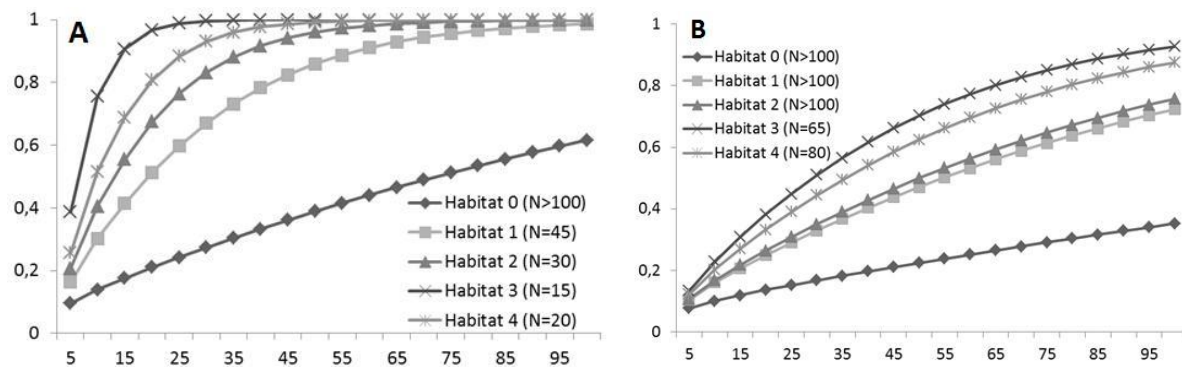 A
1
0,8
0,6
0,4
0,2
0
5 15 25 35 45 55 65 75 85 95
Habitat 0 (N>100)
Habitat 1 (N=45)
Habitat 2 (N=30)
Habitat 3 (N=15)
Habitat 4 (N=20)
B
1
0,8
0,6
0,4
0,2
0
5 15 25 35 45 55 65 75 85 95
Habitat 0 (N>100)
Habitat 1 (N>100)
Habitat 2 (N>100)
Habitat 3 (N=65)
Habitat 4 (N=80)